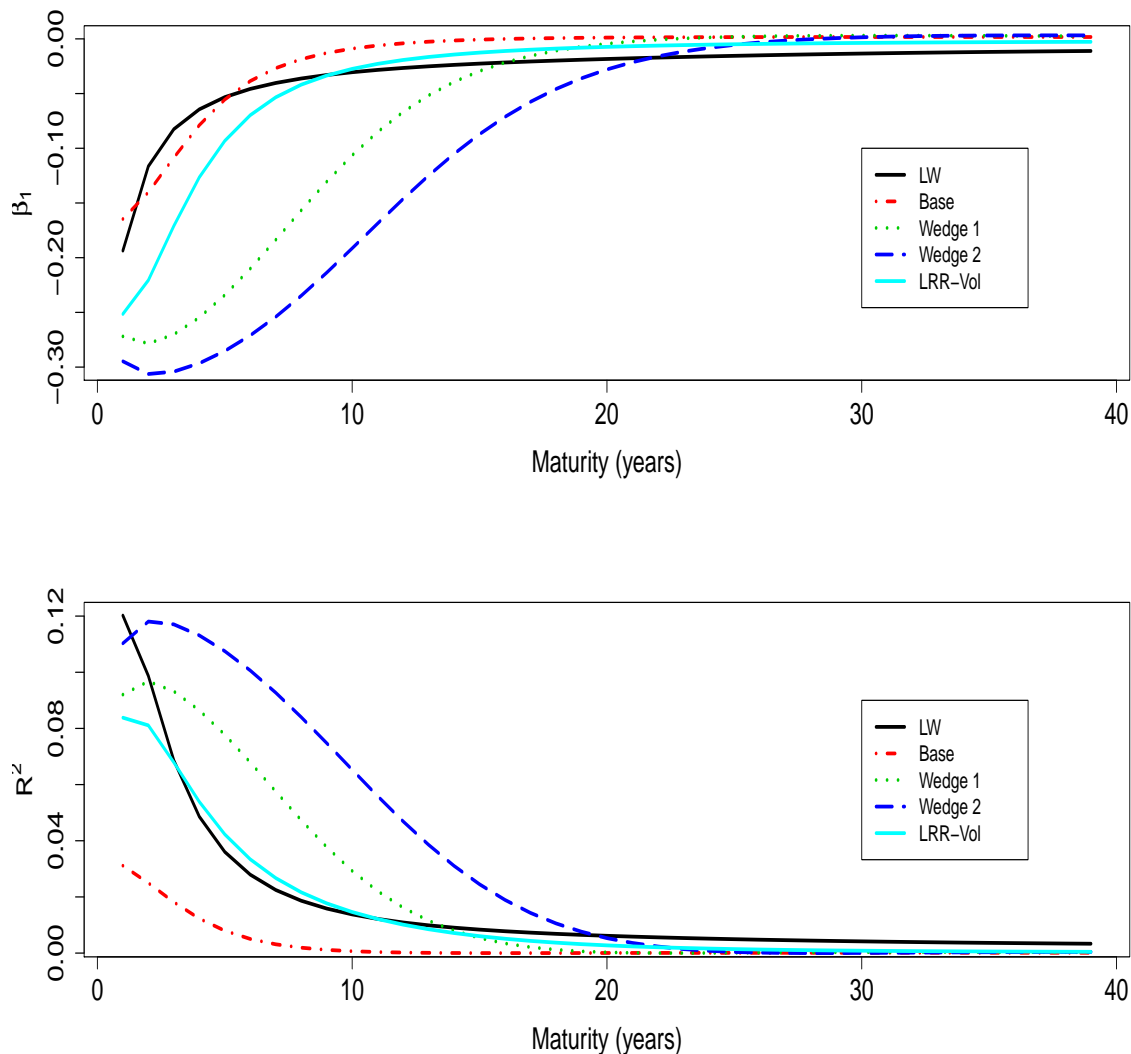 0.00
−0.10
−0.20
−0.30
β1
LW
Base
Wedge 1
Wedge 2
LRR−Vol
0 10 20 30 40
Maturity (years)
0.12
0.08
0.04
0.00
R²
LW
Base
Wedge 1
Wedge 2
LRR−Vol
0 10 20 30 40
Maturity (years)